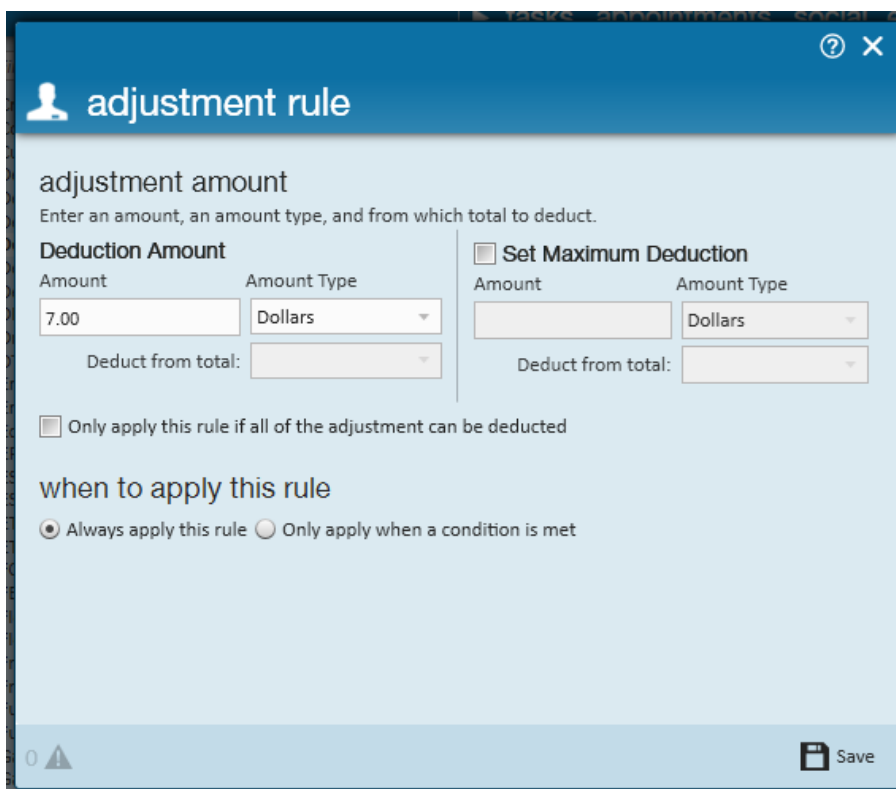 tasks appointments social
adjustment rule
adjustment amount
Enter an amount, an amount type, and from which total to deduct.
Deduction Amount
Amount Amount Type
7.00 Dollars
Deduct from total:
Set Maximum Deduction
Amount Amount Type
Dollars
Deduct from total:
Only apply this rule if all of the adjustment can be deducted
when to apply this rule
Always apply this rule Only apply when a condition is met
0 Save